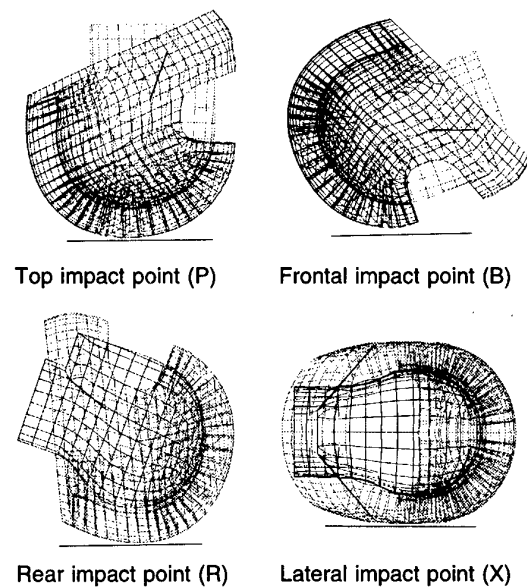 Top impact point (P)
Frontal impact point (B)
Rear impact point (R)
Lateral impact point (X)